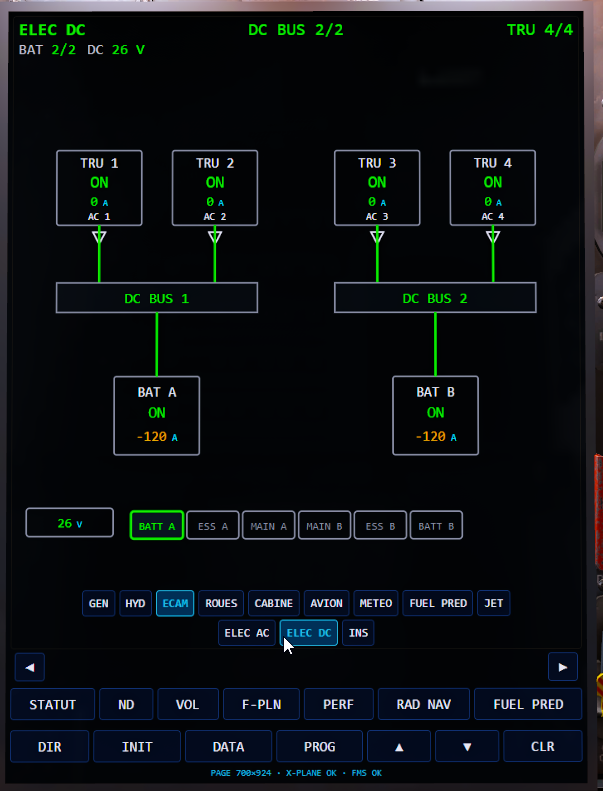 ELEC DC DC BUS 2/2 TRU 4/4
BAT 2/2 DC 26 V
TRU 1 TRU 2 TRU 3 TRU 4
ON ON ON ON
0 A 0 A 0 A 0 A
AC 1 AC 2 AC 3 AC 4
DC BUS 1 DC BUS 2
BAT A BAT B
ON ON
-120 A -120 A
26 V BATT A ESS A MAIN A MAIN B ESS B BATT B
GEN HYD ECAM ROUES CABINE AVION METEO FUEL PRED JET
ELEC AC ELEC DC INS
◀ ▶
STATUT ND VOL F-PLN PERF RAD NAV FUEL PRED
DIR INIT DATA PROG ▲ ▼ CLR
PAGE 700×924 · X-PLANE OK · FMS OK